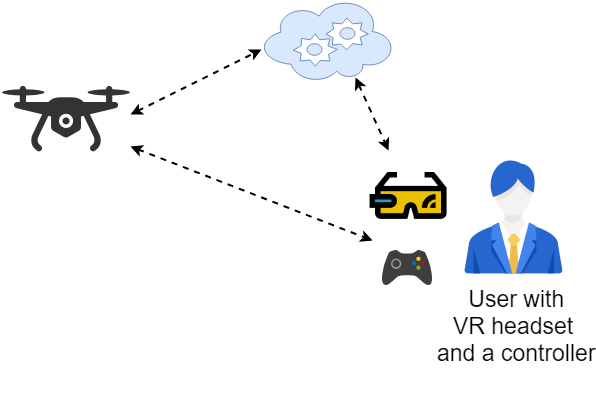 User with
VR headset
and a controller